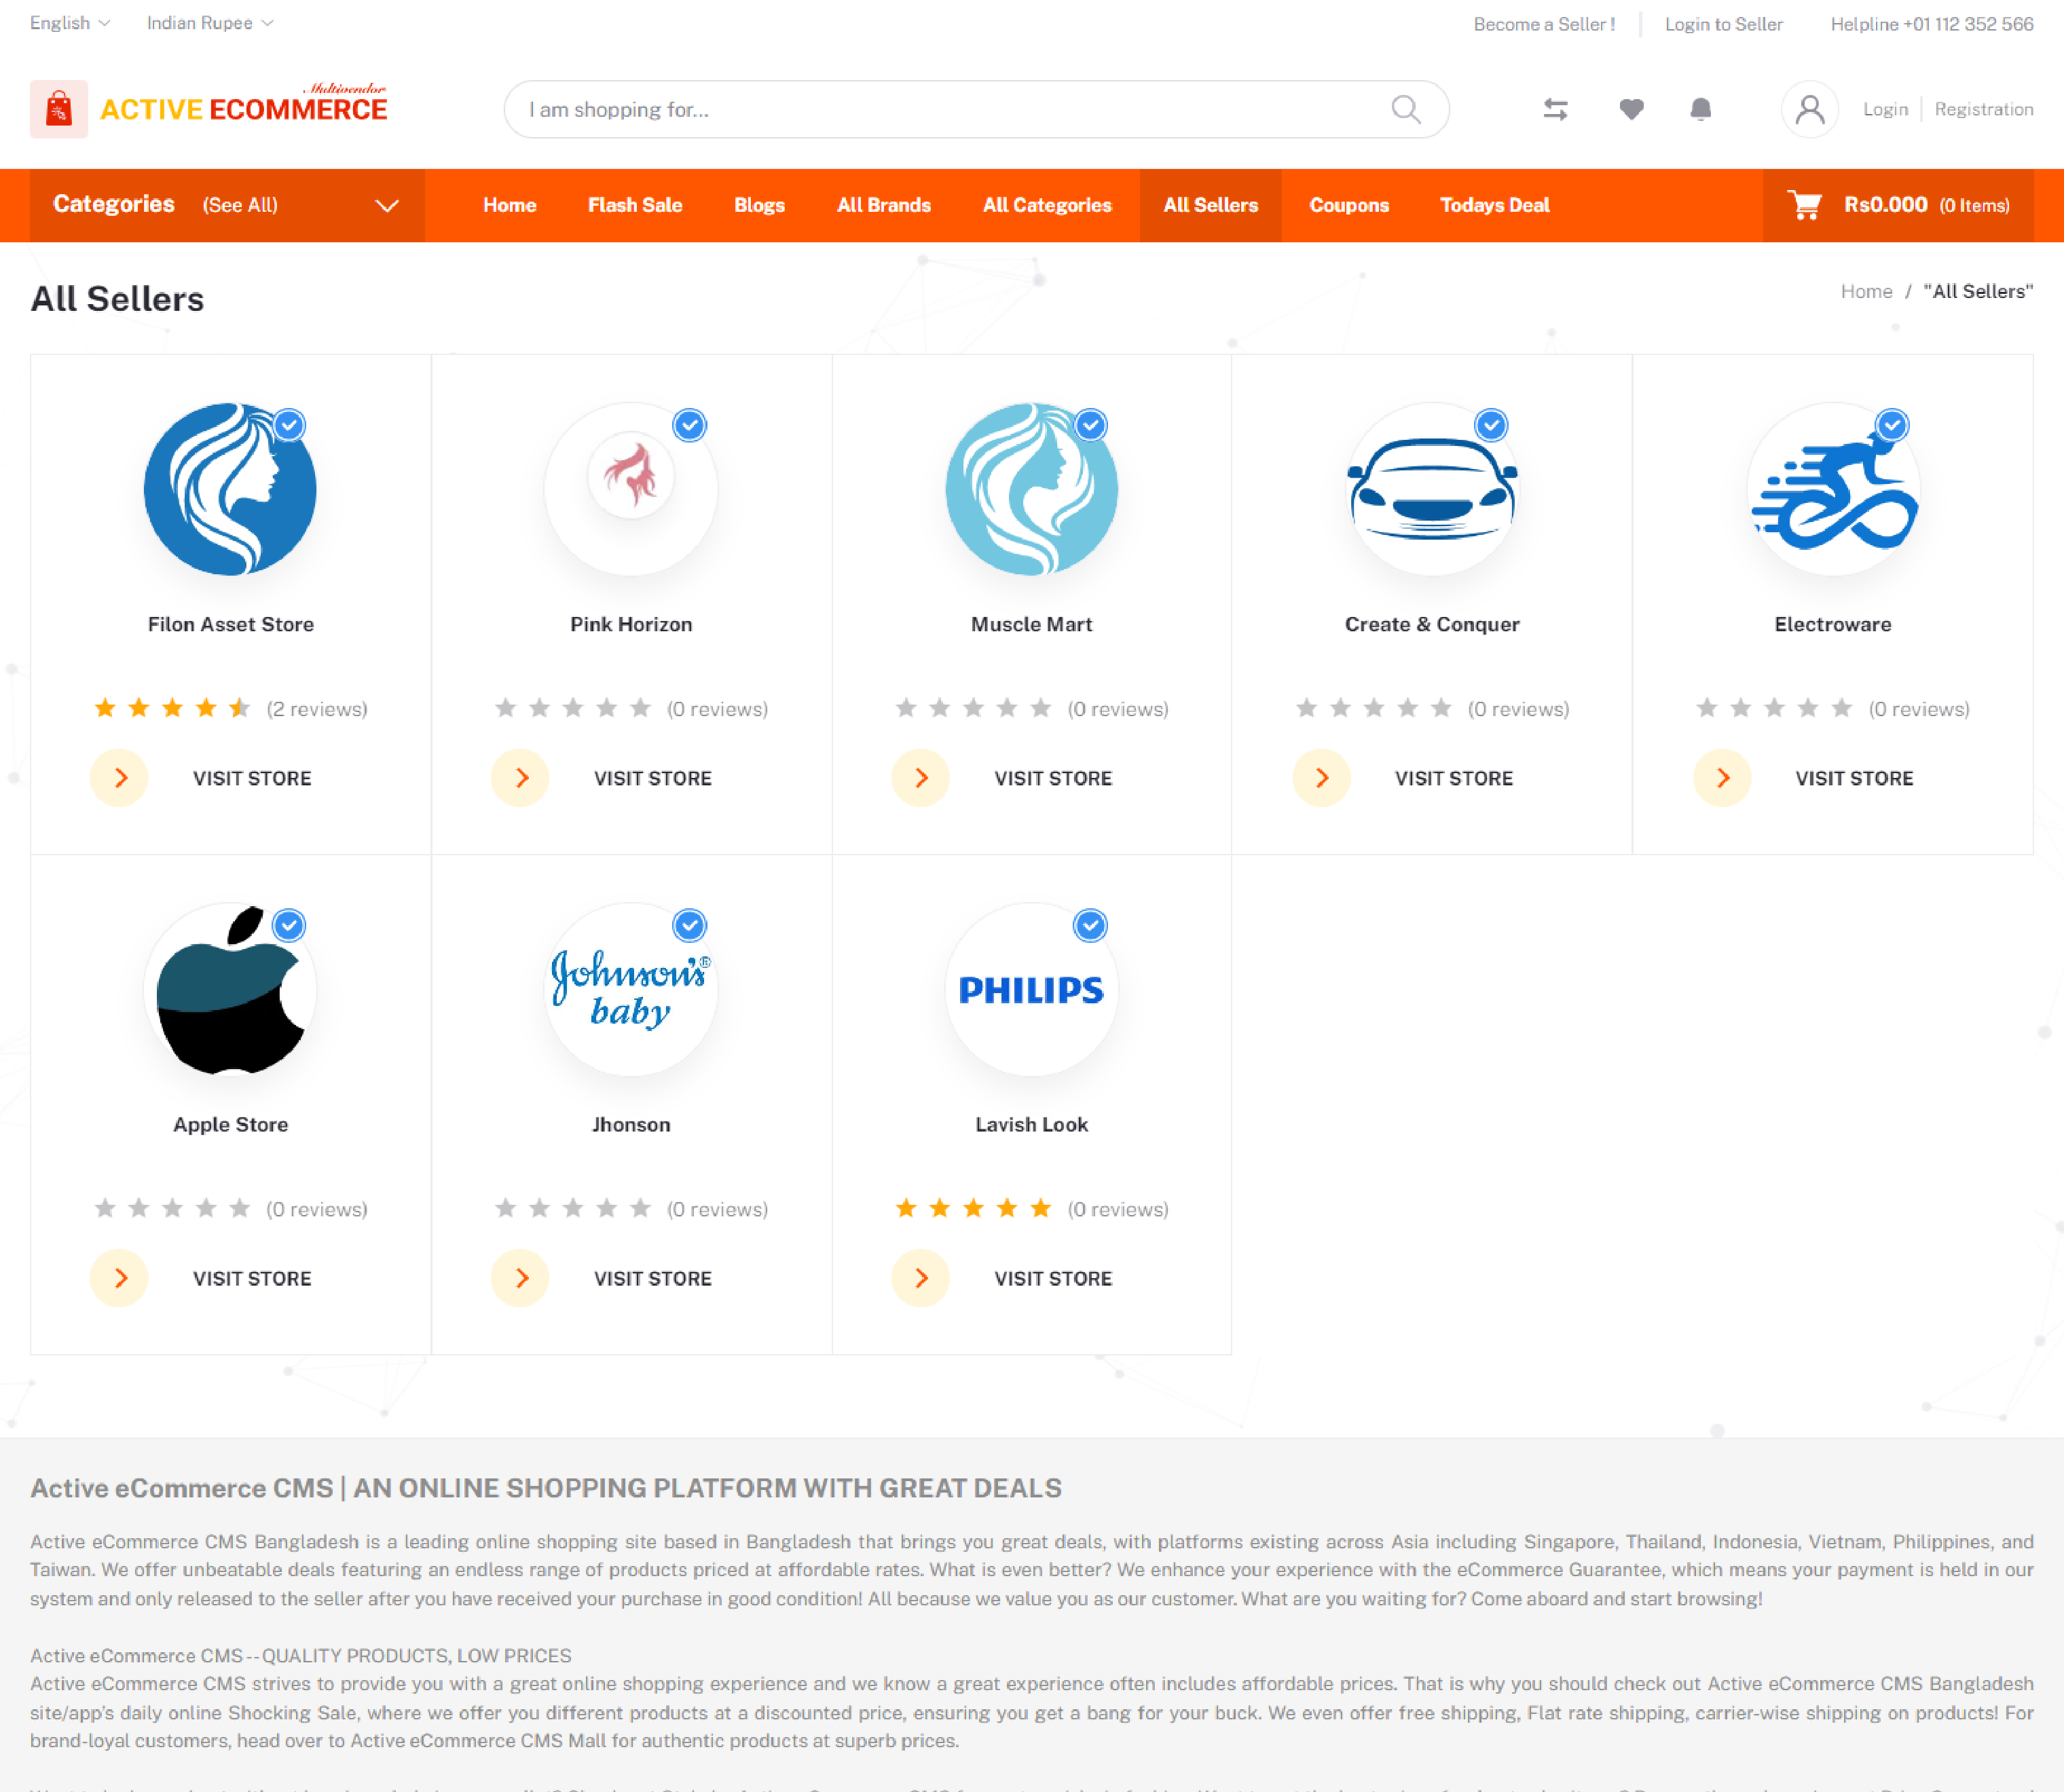 English
Indian Rupee
Become a Seller !
Login to Seller
Helpline +01 112 352 566
Multivendor
ACTIVE ECOMMERCE
I am shopping for...
Login
Registration
Categories (See All)
Home
Flash Sale
Blogs
All Brands
All Categories
All Sellers
Coupons
Todays Deal
Rs0.000 (0 Items)
All Sellers
Home / "All Sellers"
Filon Asset Store
(2 reviews)
VISIT STORE
Pink Horizon
(0 reviews)
VISIT STORE
Muscle Mart
(0 reviews)
VISIT STORE
Create & Conquer
(0 reviews)
VISIT STORE
Electroware
(0 reviews)
VISIT STORE
Apple Store
(0 reviews)
VISIT STORE
Johnson's®
baby
Jhonson
(0 reviews)
VISIT STORE
PHILIPS
Lavish Look
(0 reviews)
VISIT STORE
Active eCommerce CMS | AN ONLINE SHOPPING PLATFORM WITH GREAT DEALS
Active eCommerce CMS Bangladesh is a leading online shopping site based in Bangladesh that brings you great deals, with platforms existing across Asia including Singapore, Thailand, Indonesia, Vietnam, Philippines, and
Taiwan. We offer unbeatable deals featuring an endless range of products priced at affordable rates. What is even better? We enhance your experience with the eCommerce Guarantee, which means your payment is held in our
system and only released to the seller after you have received your purchase in good condition! All because we value you as our customer. What are you waiting for? Come aboard and start browsing!
Active eCommerce CMS -- QUALITY PRODUCTS, LOW PRICES
Active eCommerce CMS strives to provide you with a great online shopping experience and we know a great experience often includes affordable prices. That is why you should check out Active eCommerce CMS Bangladesh
site/app's daily online Shocking Sale, where we offer you different products at a discounted price, ensuring you get a bang for your buck. We even offer free shipping, Flat rate shipping, carrier-wise shipping on products! For
brand-loyal customers, head over to Active eCommerce CMS Mall for authentic products at superb prices.